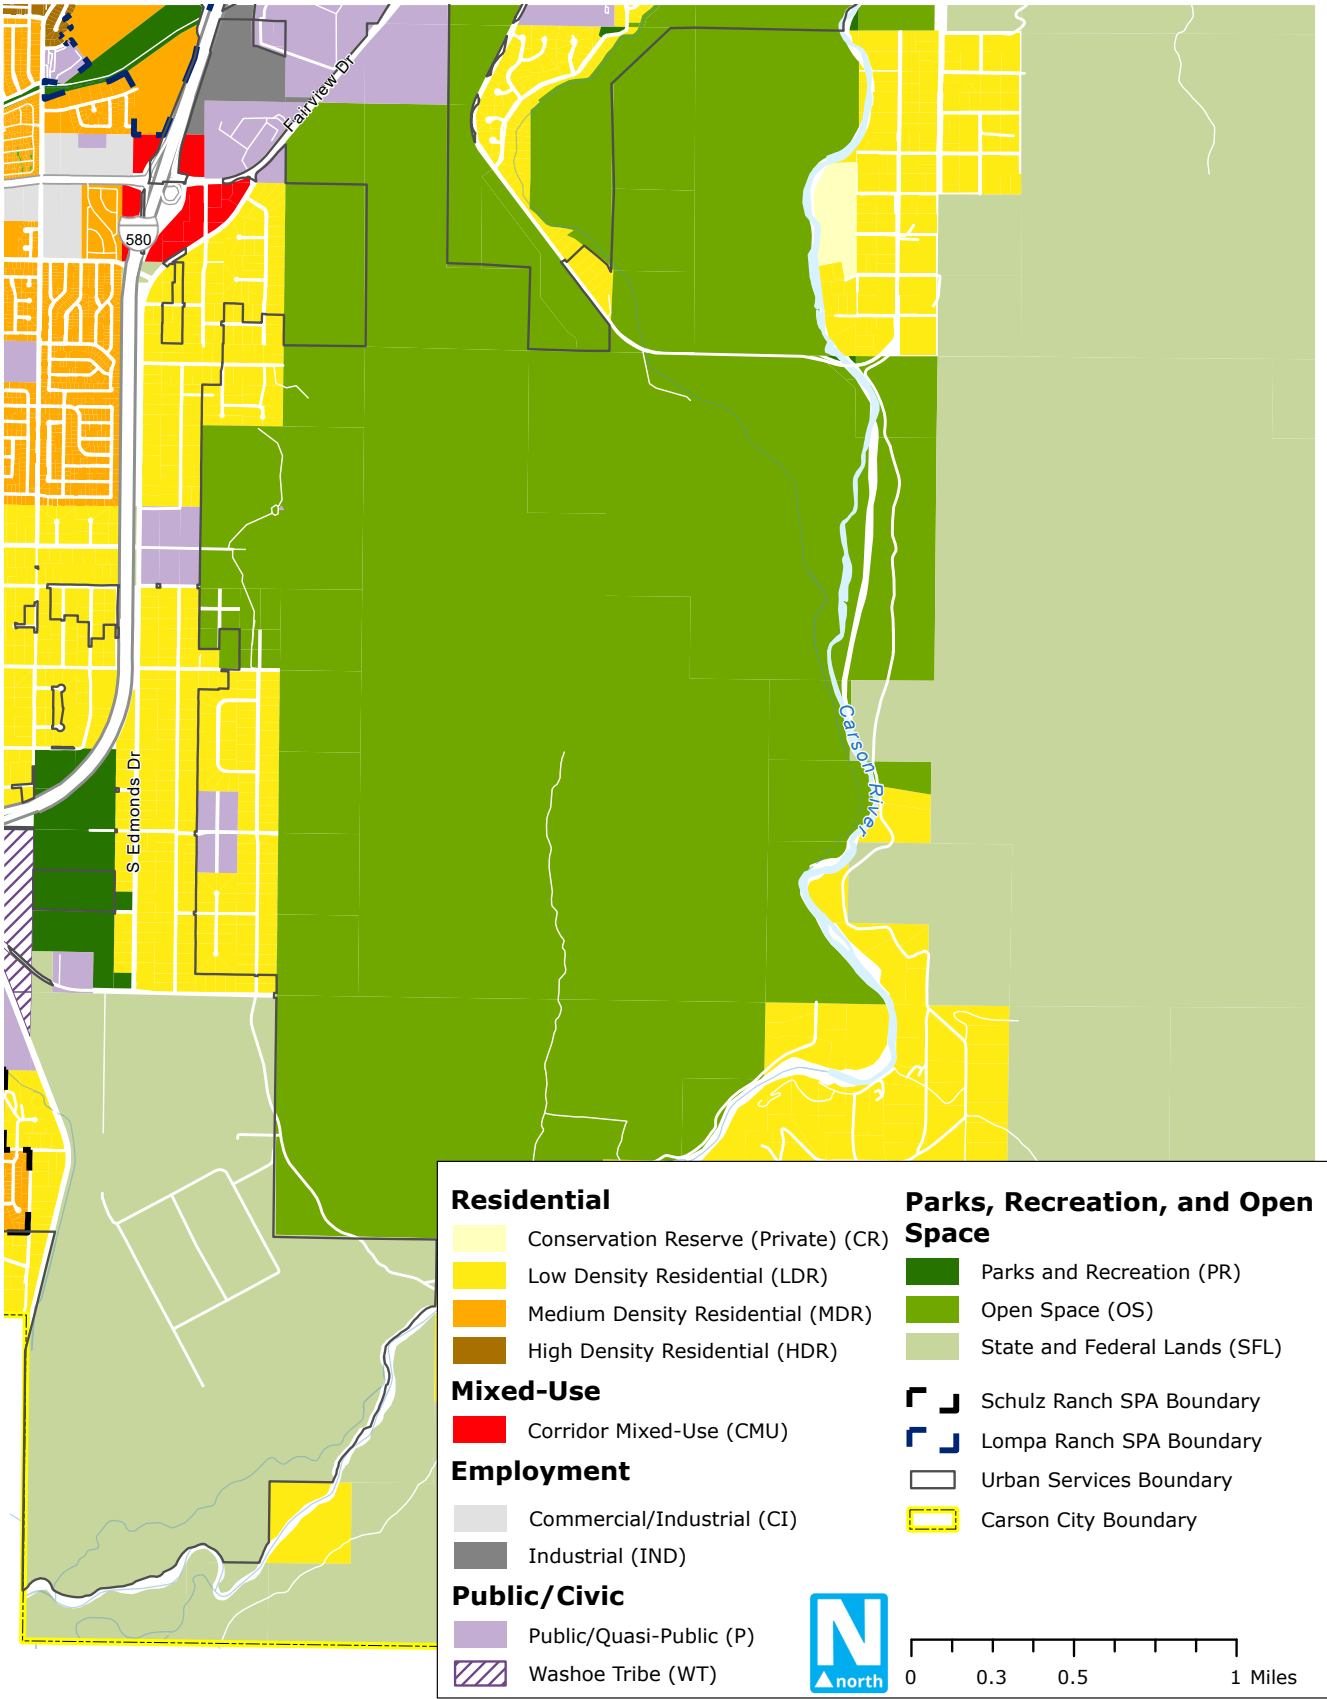 Fairview Dr
580
S Edmonds Dr
Carson River
Residential
Conservation Reserve (Private) (CR)
Low Density Residential (LDR)
Medium Density Residential (MDR)
High Density Residential (HDR)
Mixed-Use
Corridor Mixed-Use (CMU)
Employment
Commercial/Industrial (CI)
Industrial (IND)
Public/Civic
Public/Quasi-Public (P)
Washoe Tribe (WT)
Parks, Recreation, and Open
Space
Parks and Recreation (PR)
Open Space (OS)
State and Federal Lands (SFL)
Schulz Ranch SPA Boundary
Lompa Ranch SPA Boundary
Urban Services Boundary
Carson City Boundary
N
north
0 0.3 0.5 1 Miles